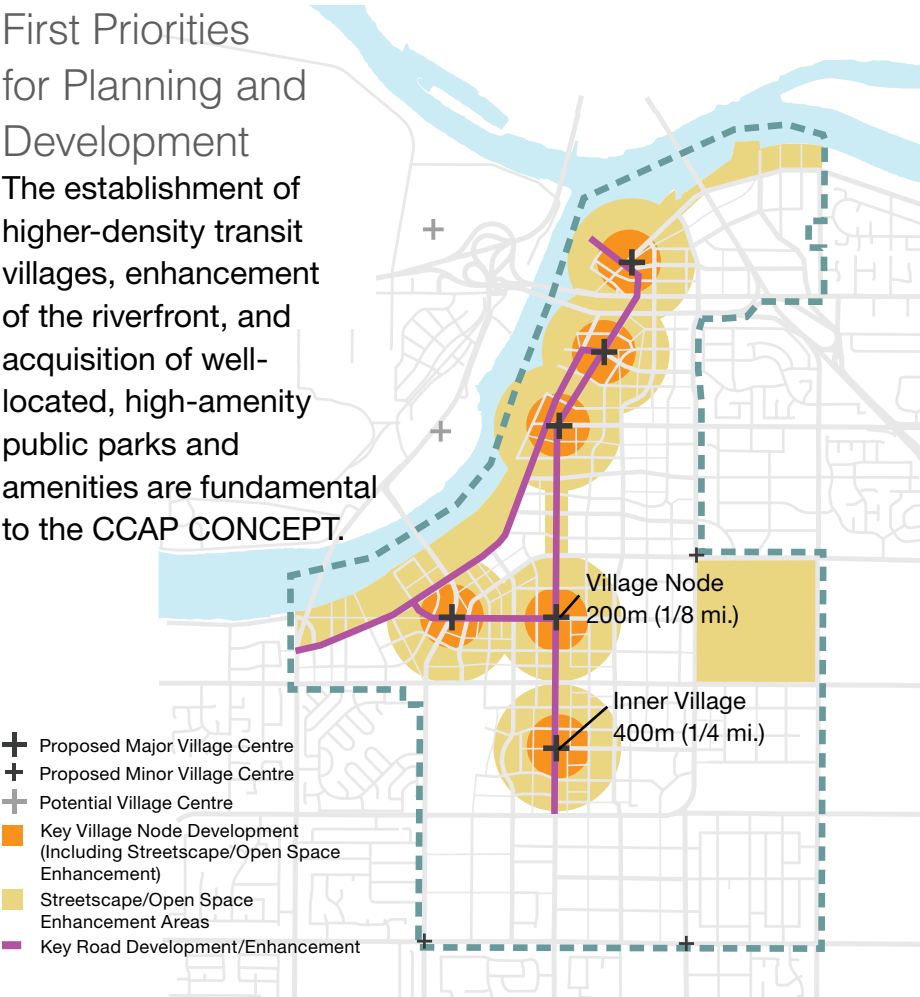 First Priorities
for Planning and
Development
The establishment of
higher-density transit
villages, enhancement
of the riverfront, and
acquisition of well-
located, high-amenity
public parks and
amenities are fundamental
to the CCAP CONCEPT.
Village Node
200m (1/8 mi.)
Inner Village
400m (1/4 mi.)
Proposed Major Village Centre
Proposed Minor Village Centre
Potential Village Centre
Key Village Node Development
(Including Streetscape/Open Space
Enhancement)
Streetscape/Open Space
Enhancement Areas
Key Road Development/Enhancement